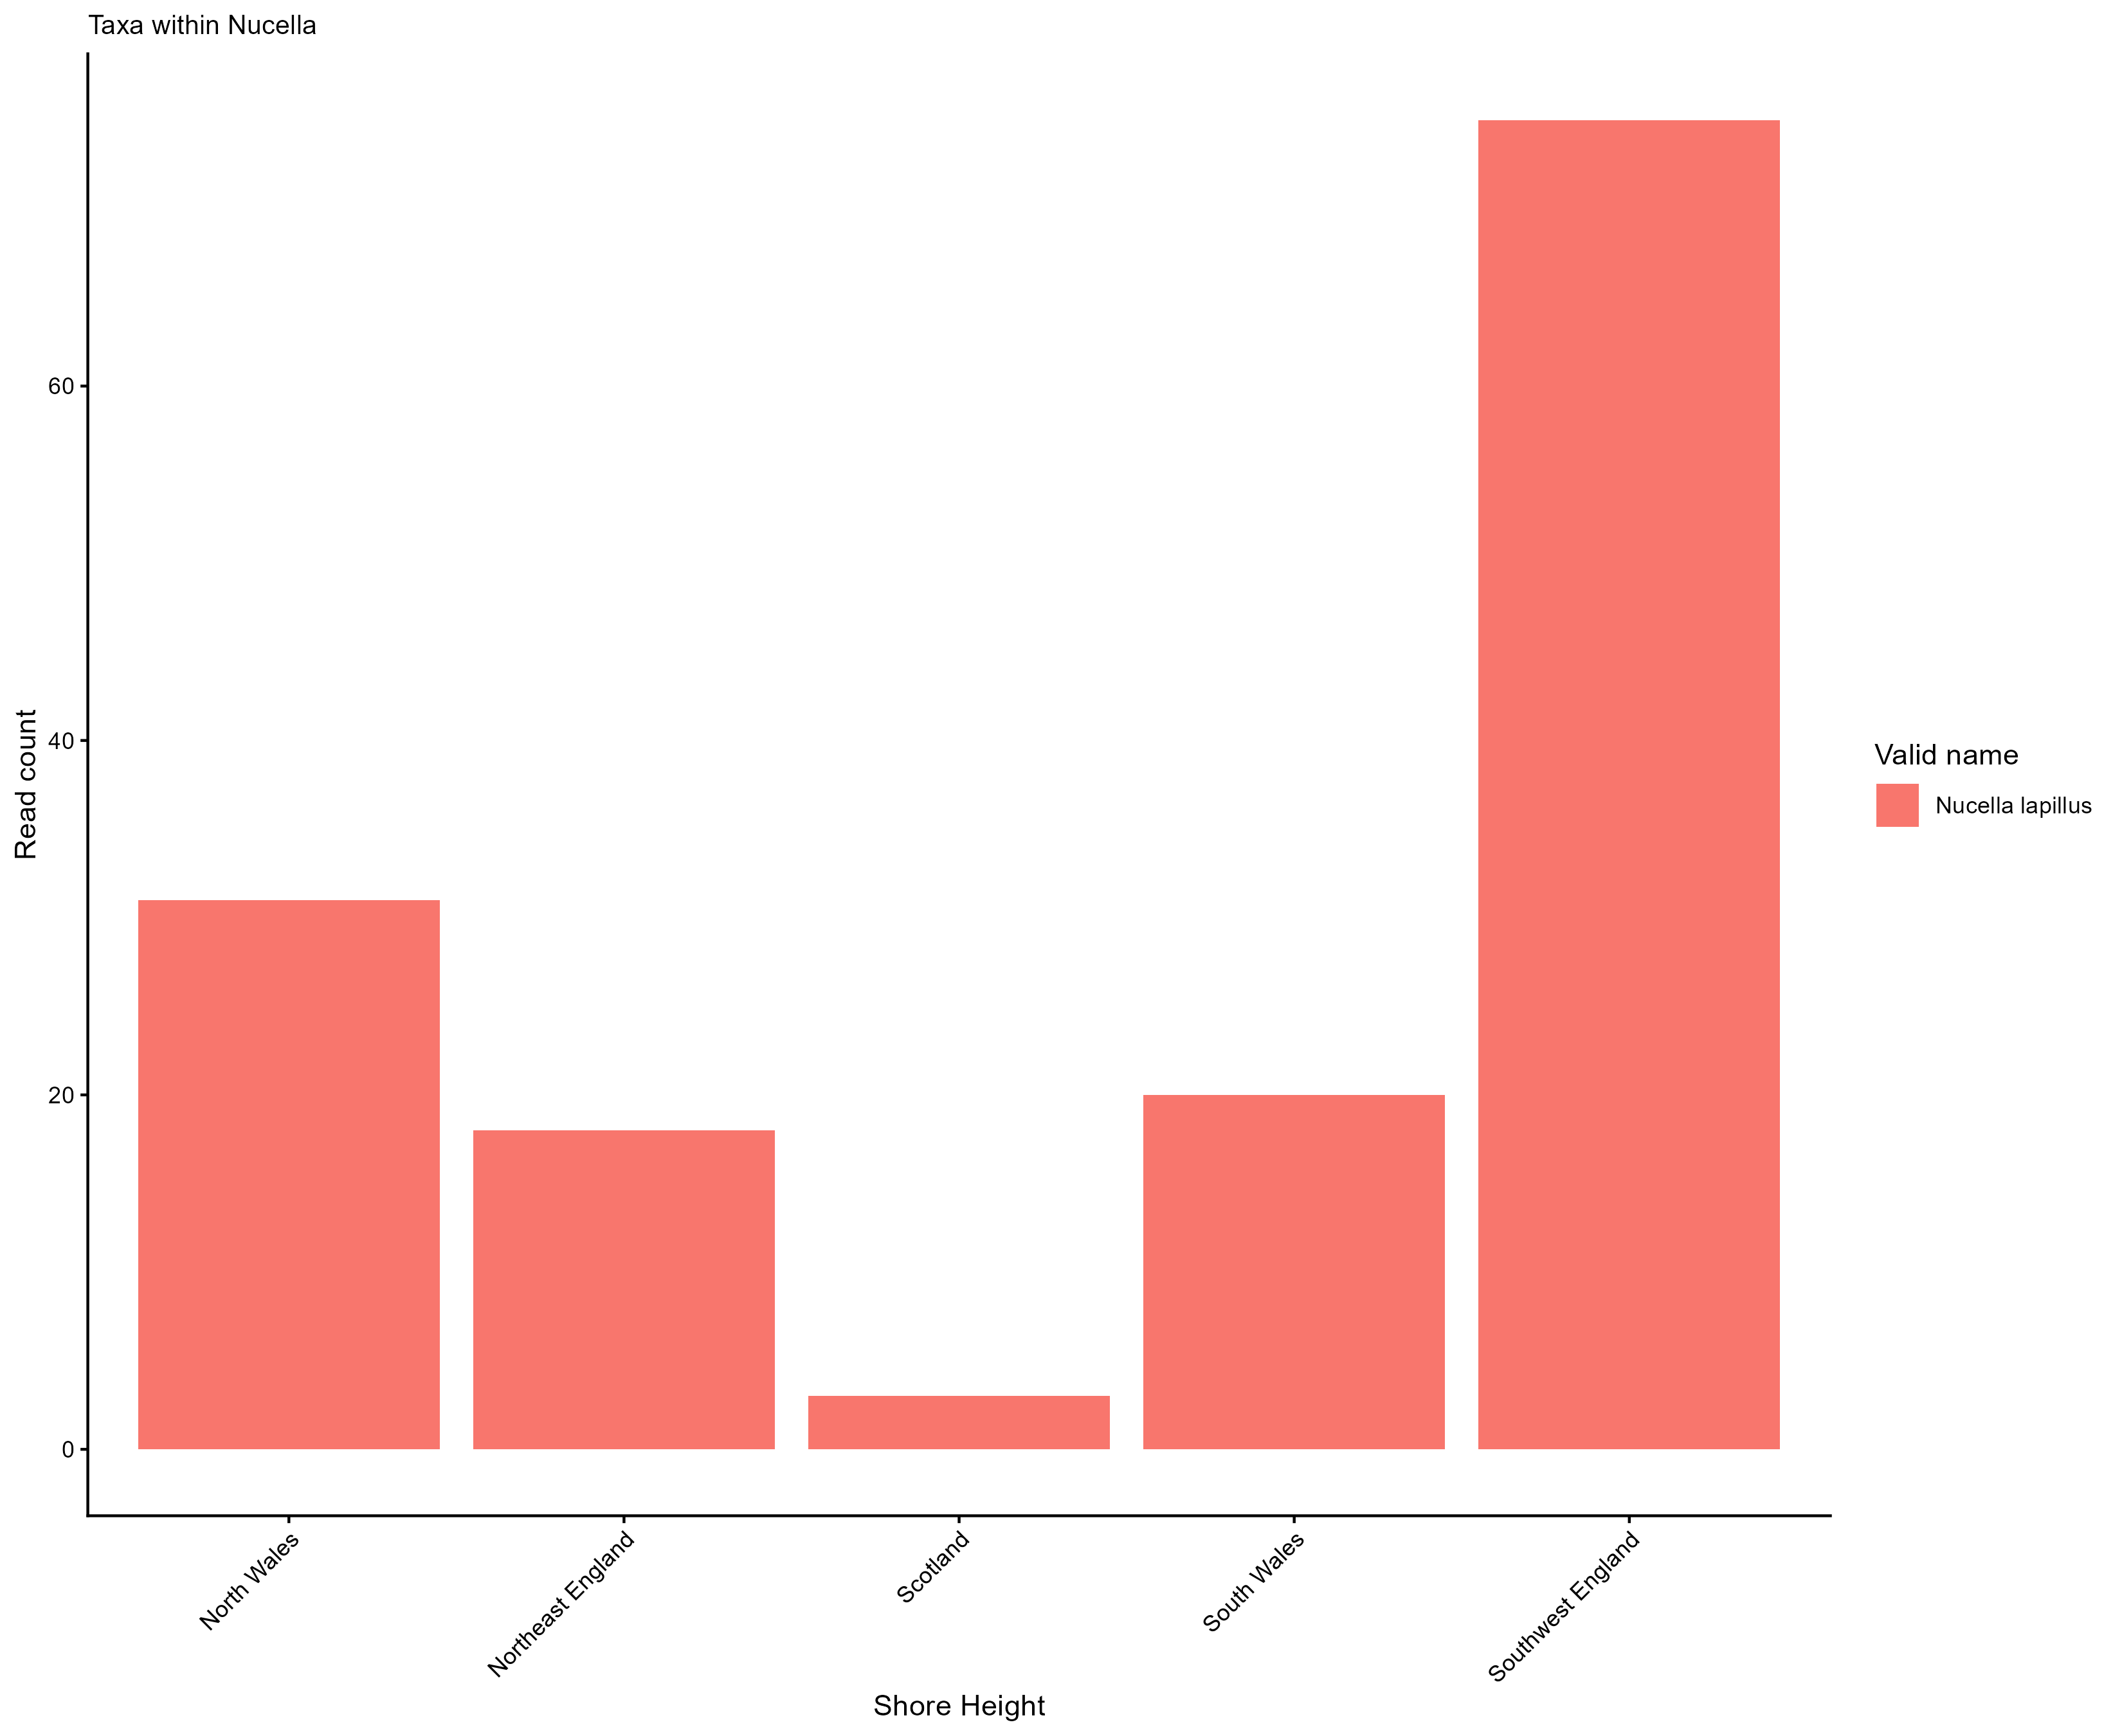 Taxa within Nucella
Read count
60
40
20
0
North Wales
Northeast England
Scotland
South Wales
Southwest England
Shore Height
Valid name
Nucella lapillus